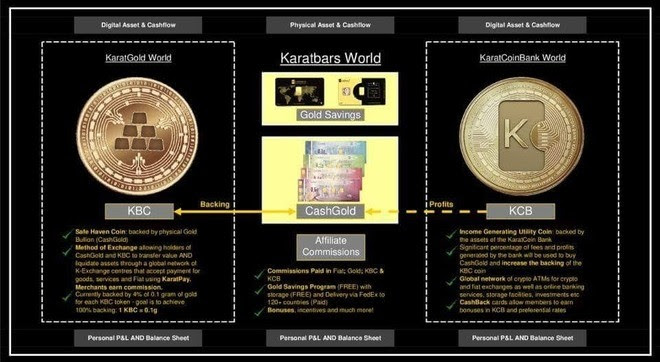 Digital Asset & Cashflow
Physical Asset & Cashflow
Digital Asset & Cashflow
KaratGold World
KBC
Safe Haven Coin: backed by physical Gold
Bullion (CashGold)
Method of Exchange allowing holders of
CashGold and KBC to transfer value AND
liquidate assets through a global network of
K-Exchange centres that accept payment for
goods, services and Fiat using KaratPay.
Merchants earn commission.
Currently backed by 4% of 0.1 gram of gold
for each KBC token - goal is to achieve
100% backing: 1 KBC = 0.1g
Backing
Karatbars World
Gold Savings
CashGold
Affiliate
Commissions
Commissions Paid in Fiat; Gold; KBC &
KCB
Gold Savings Program (FREE) with
storage (FREE) and Delivery via FedEx to
120+ countries (Paid)
Bonuses, incentives and much more!
Profits
KaratCoinBank World
K
KCB
Income Generating Utility Coin: backed by
the assets of the KaratCoin Bank
Significant percentage of fees and profits
generated by the bank will be used to buy
CashGold and increase the backing of the
KBC coin
Global network of crypto ATMs for crypto
and fiat exchanges as well as online banking
services, storage facilities, investments etc
CashBack cards allow members to earn
bonuses in KCB and preferential rates
Personal P&L AND Balance Sheet
Personal P&L AND Balance Sheet
Personal P&L AND Balance Sheet